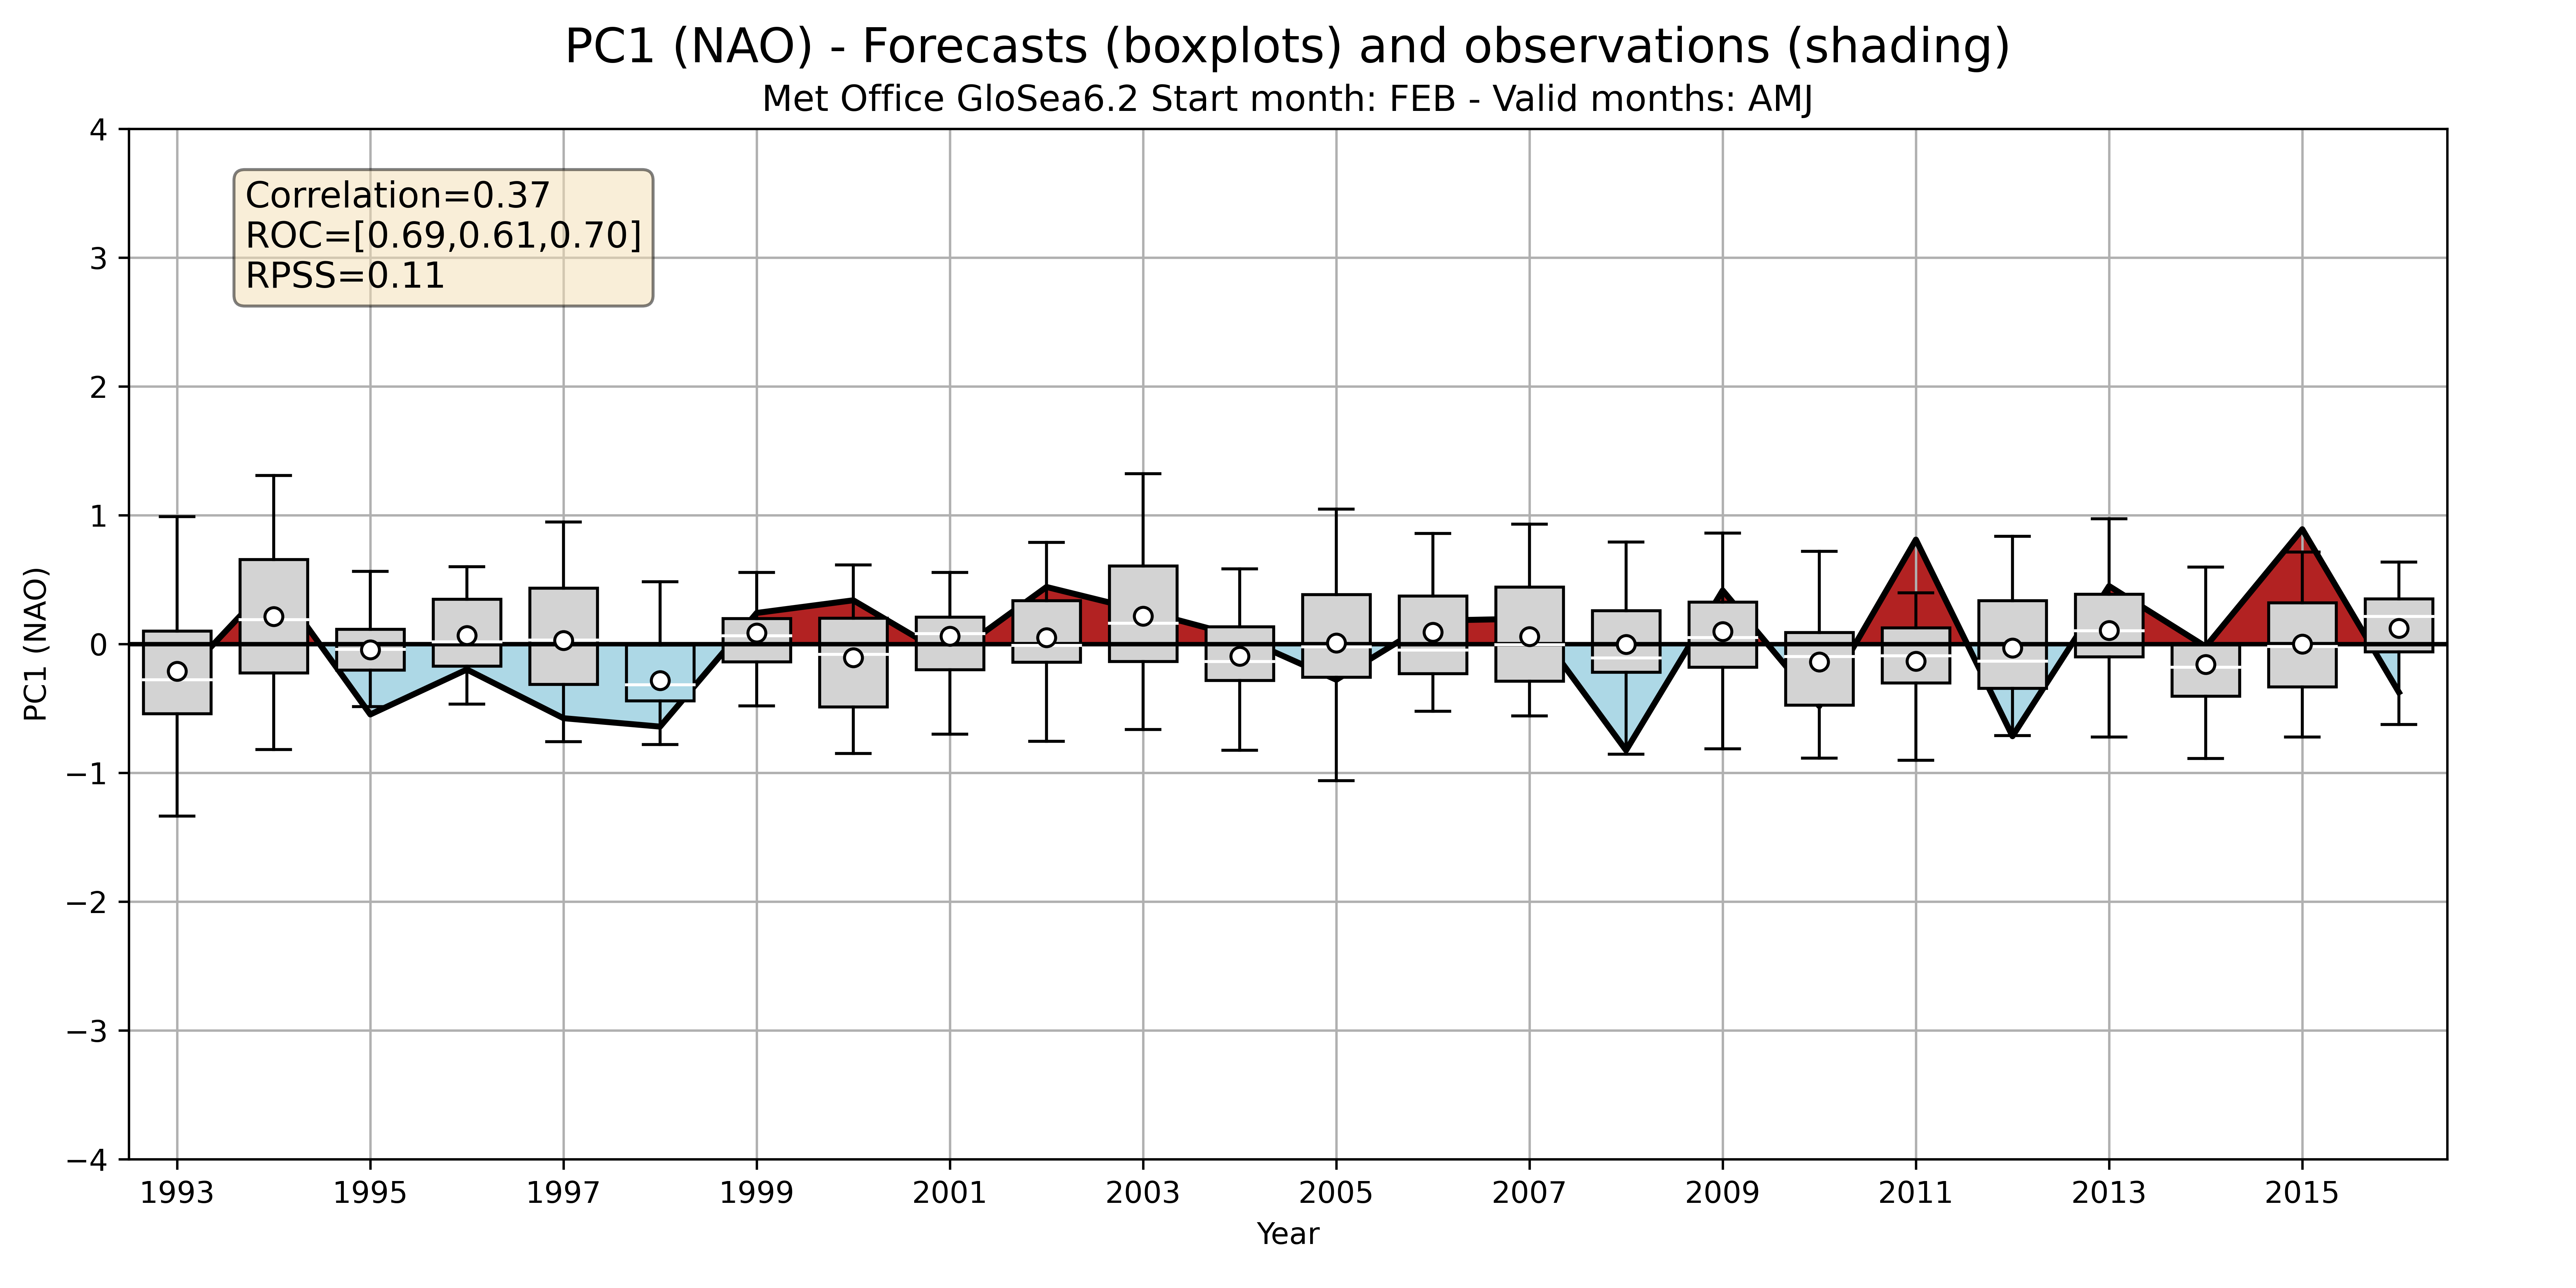 PC1 (NAO) - Forecasts (boxplots) and observations (shading)
Met Office GloSea6.2 Start month: FEB - Valid months: AMJ
Correlation=0.37
ROC=[0.69,0.61,0.70]
RPSS=0.11
PC1 (NAO)
4
3
2
1
0
−1
−2
−3
−4
1993 1995 1997 1999 2001 2003 2005 2007 2009 2011 2013 2015
Year